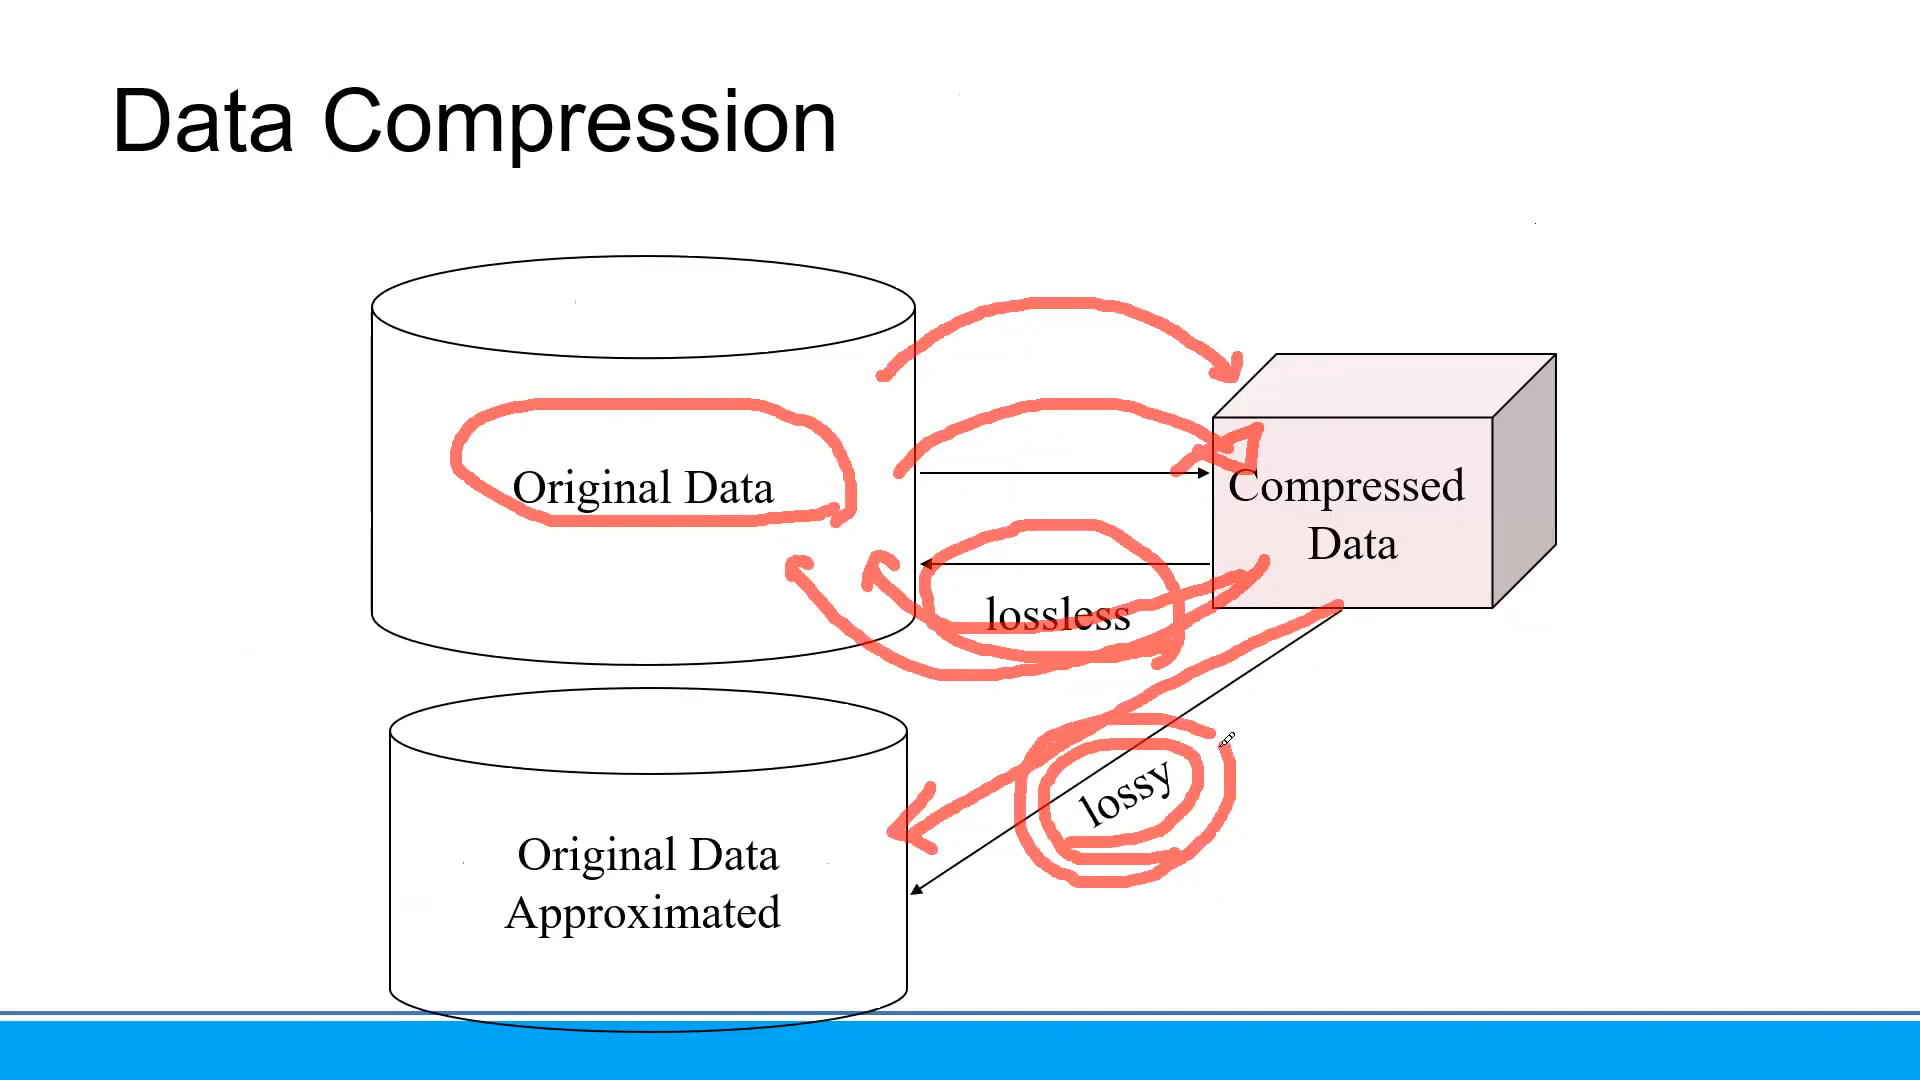 Data Compression
Original Data
Compressed
Data
lossless
lossy
Original Data
Approximated